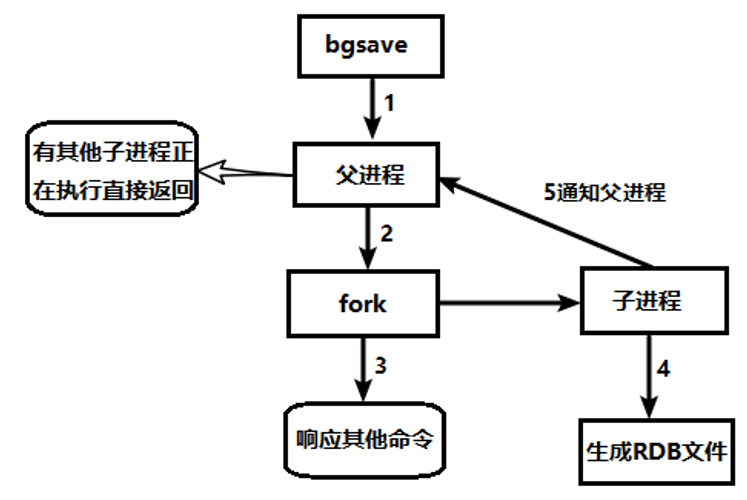 bgsave
1
有其他子进程正
在执行直接返回
父进程
5通知父进程
2
fork
子进程
3
4
响应其他命令
生成RDB文件